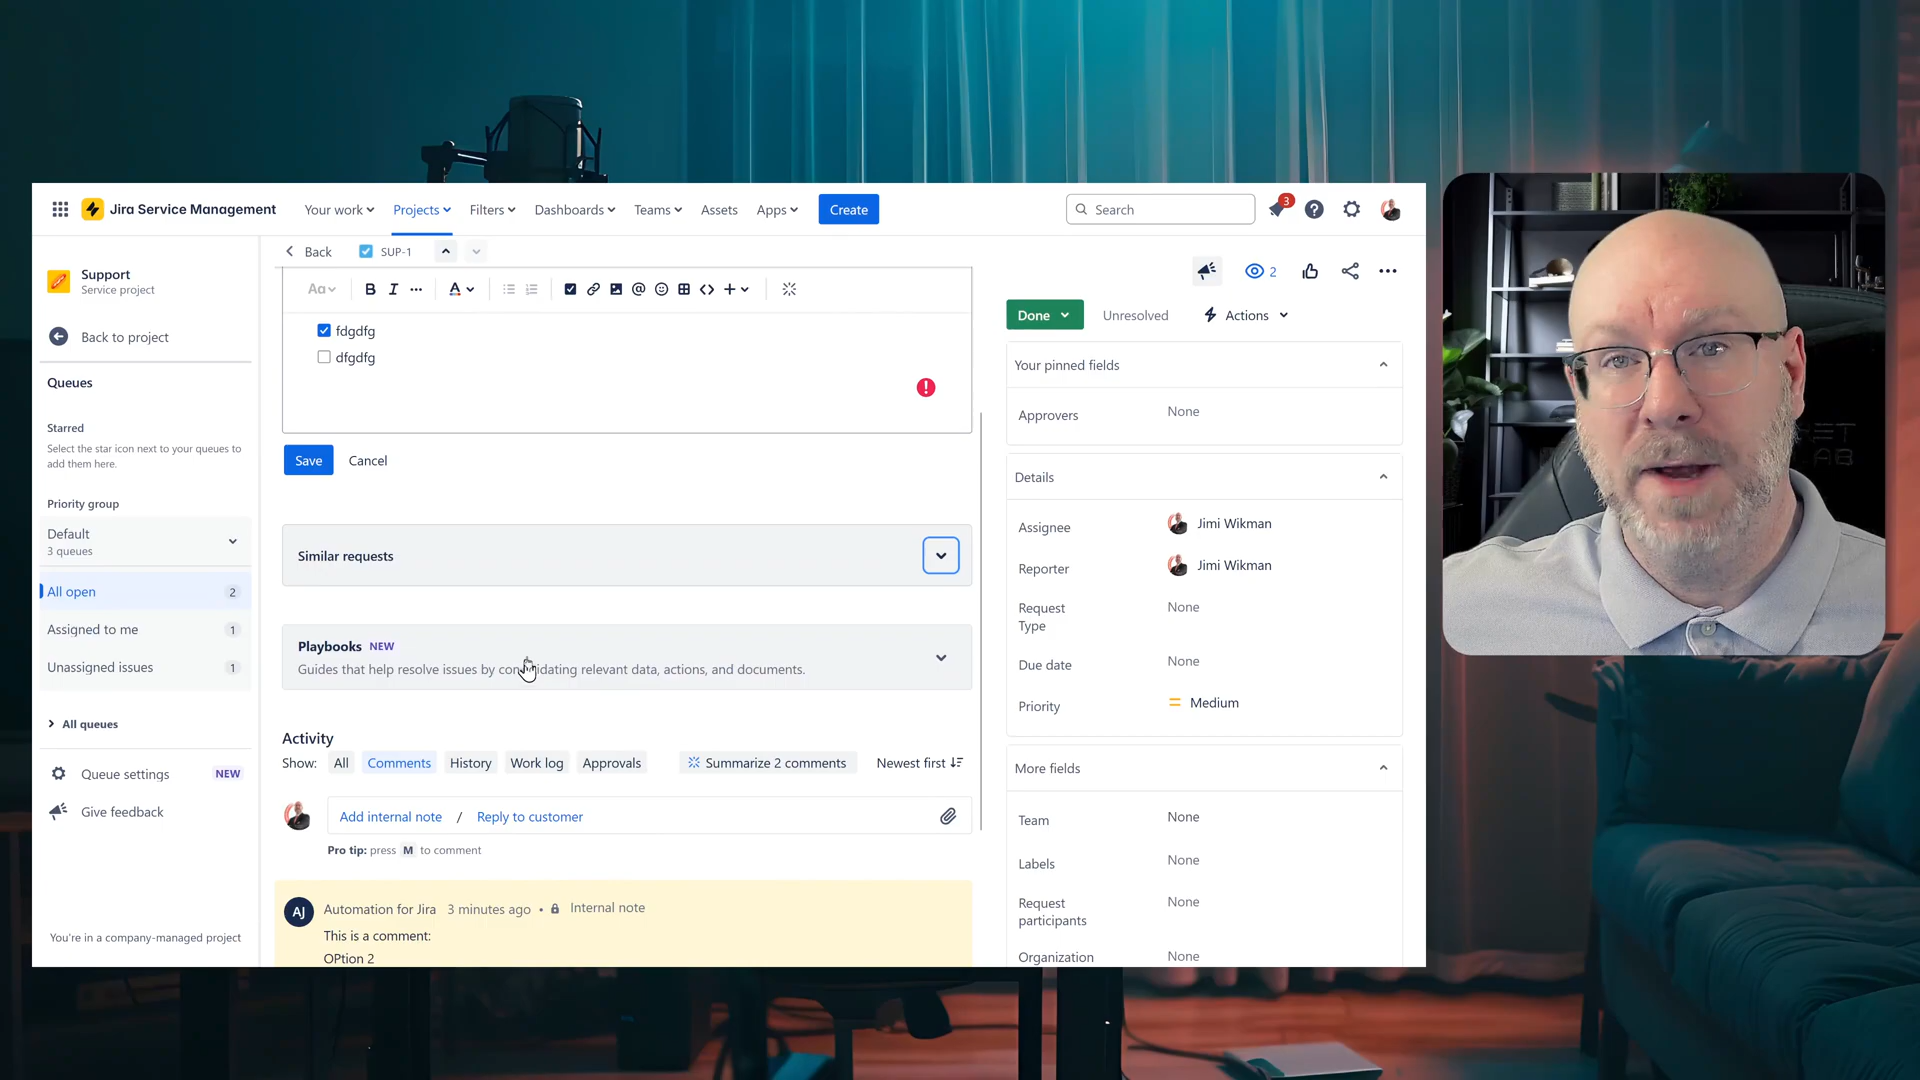 Jira Service Management
Your work
Projects
Filters
Dashboards
Teams
Assets
Apps
Create
Search
3
Support
Service project
Back to project
Queues
Starred
Select the star icon next to your queues to
add them here.
Priority group
Default
3 queues
All open 2
Assigned to me 1
Unassigned issues 1
All queues
Queue settings NEW
Give feedback
You're in a company-managed project
Back
SUP-1
Aa B I A
fdgdfg
dfgdfg
Save Cancel
Similar requests
Playbooks NEW
Guides that help resolve issues by relevant data, actions, and documents.
Activity
Show: All Comments History Work log Approvals Summarize 2 comments Newest first
Add internal note / Reply to customer
Pro tip: press M to comment
AJ Automation for Jira 3 minutes ago • Internal note
This is a comment:
OPtion 2
2
Done Unresolved Actions
Your pinned fields
Approvers None
Details
Assignee Jimi Wikman
Reporter Jimi Wikman
Request
Type None
Due date None
Priority Medium
More fields
Team None
Labels None
Request
participants None
Organization None